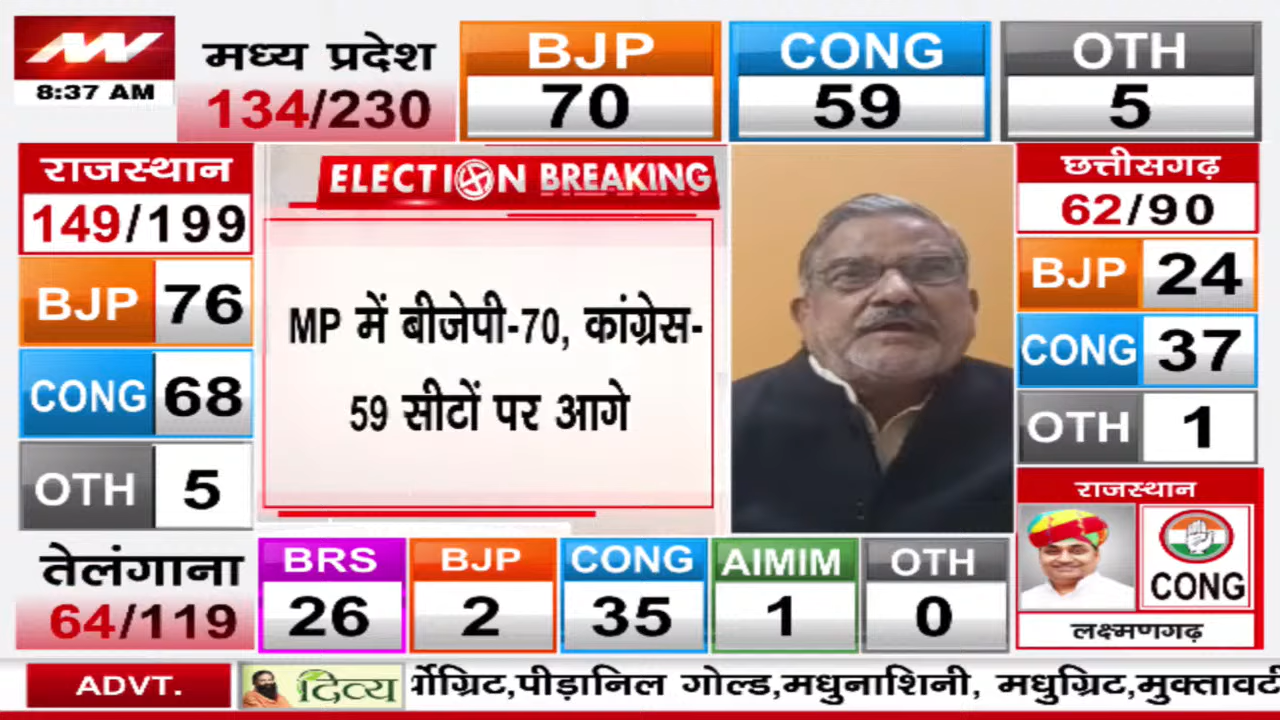 8:37 AM
मध्य प्रदेश
134/230
BJP
70
CONG
59
OTH
5
राजस्थान
149/199
BJP
76
CONG
68
OTH
5
ELECTION BREAKING
MP में बीजेपी-70, कांग्रेस-
59 सीटों पर आगे
छत्तीसगढ़
62/90
BJP
24
CONG
37
OTH
1
राजस्थान
CONG
लक्ष्मणगढ़
तेलंगाना
64/119
BRS
26
BJP
2
CONG
35
AIMIM
1
OTH
0
ADVT.
दिव्य
पीड़ानिल गोल्ड,मधुनाशिनी, मधुग्रिट,मुक्तावटी